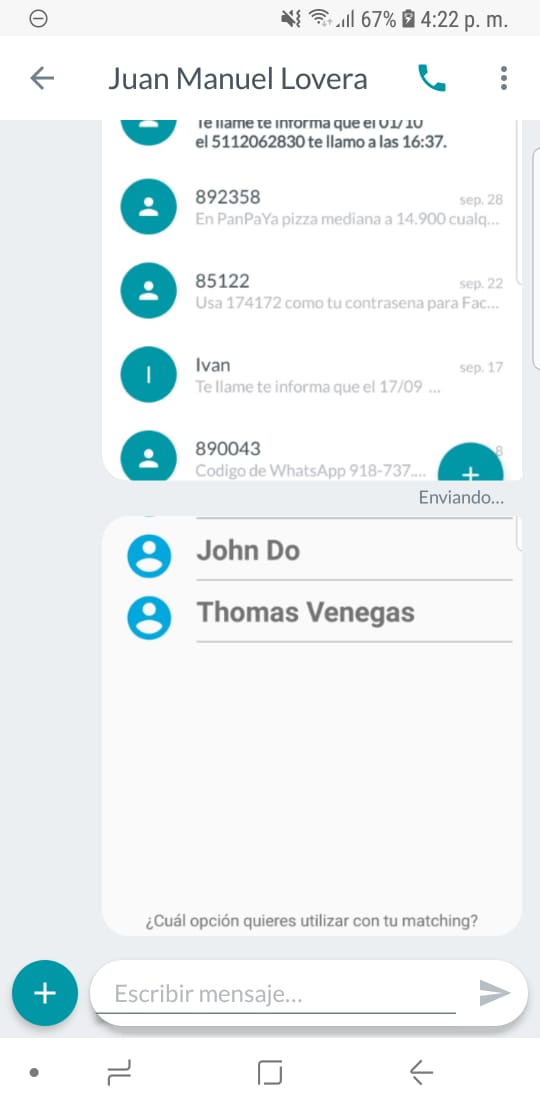 67% 4:22 p. m.
Juan Manuel Lovera
Te llame te informa que el 01/10
el 5112062830 te llamo a las 16:37.
892358
sep. 28
En PanPaYa pizza mediana a 14.900 cualq...
85122
sep. 22
Usa 174172 como tu contrasena para Fac...
Ivan
I
sep. 17
Te llame te informa que el 17/09 ...
890043
8
Codigo de WhatsApp 918-737....
Enviando...
John Do
Thomas Venegas
¿Cuál opción quieres utilizar con tu matching?
Escribir mensaje...